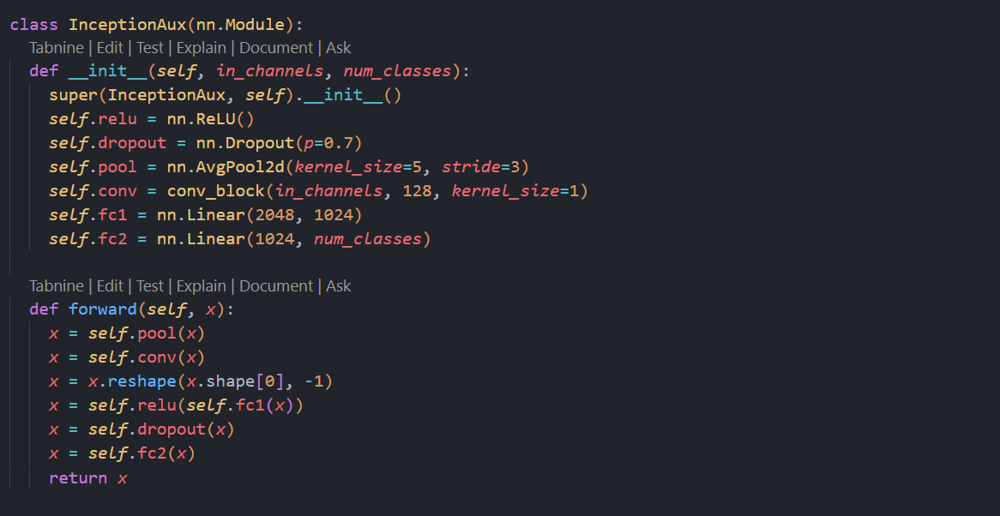 class InceptionAux(nn.Module):
Tabnine | Edit | Test | Explain | Document | Ask
def __init__(self, in_channels, num_classes):
super(InceptionAux, self).__init__()
self.relu = nn.ReLU()
self.dropout = nn.Dropout(p=0.7)
self.pool = nn.AvgPool2d(kernel_size=5, stride=3)
self.conv = conv_block(in_channels, 128, kernel_size=1)
self.fc1 = nn.Linear(2048, 1024)
self.fc2 = nn.Linear(1024, num_classes)
Tabnine | Edit | Test | Explain | Document | Ask
def forward(self, x):
x = self.pool(x)
x = self.conv(x)
x = x.reshape(x.shape[0], -1)
x = self.relu(self.fc1(x))
x = self.dropout(x)
x = self.fc2(x)
return x